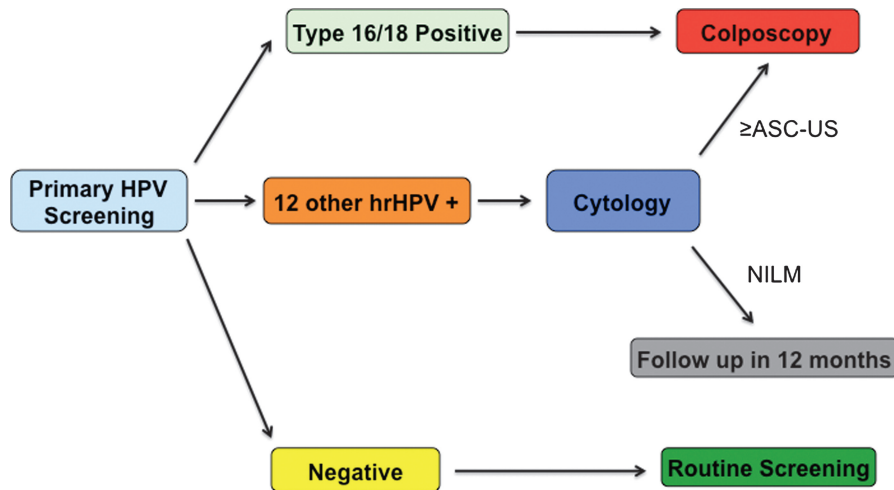 Type 16/18 Positive
Colposcopy
≥ASC-US
Primary HPV
Screening
12 other hrHPV +
Cytology
NILM
Follow up in 12 months
Negative
Routine Screening